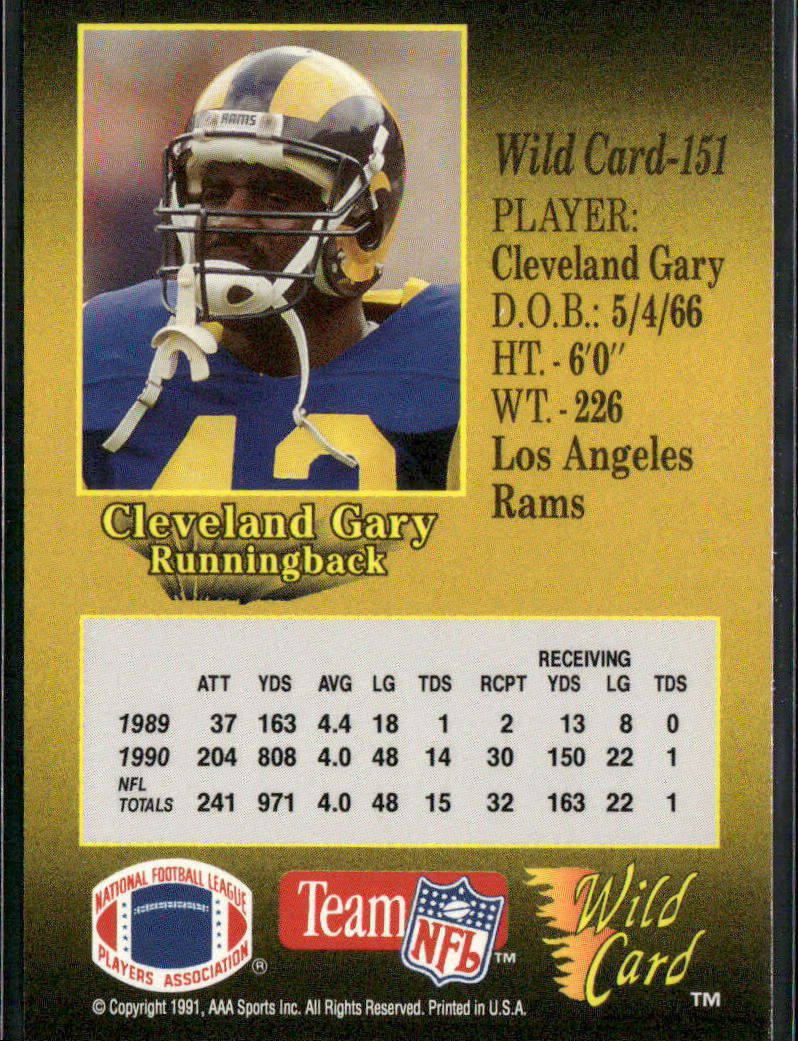 RAMS
43
Wild Card-151
PLAYER:
Cleveland Gary
D.O.B.: 5/4/66
HT. - 6'0"
WT. - 226
Los Angeles
Rams
Cleveland Gary
Runningback
RECEIVING
ATT YDS AVG LG TDS RCPT YDS LG TDS
1989 37 163 4.4 18 1 2 13 8 0
1990 204 808 4.0 48 14 30 150 22 1
NFL
TOTALS 241 971 4.0 48 15 32 163 22 1
NATIONAL FOOTBALL LEAGUE
PLAYERS ASSOCIATION ®
Team NFL ™
Wild
Card ™
© Copyright 1991, AAA Sports Inc. All Rights Reserved. Printed in U.S.A.